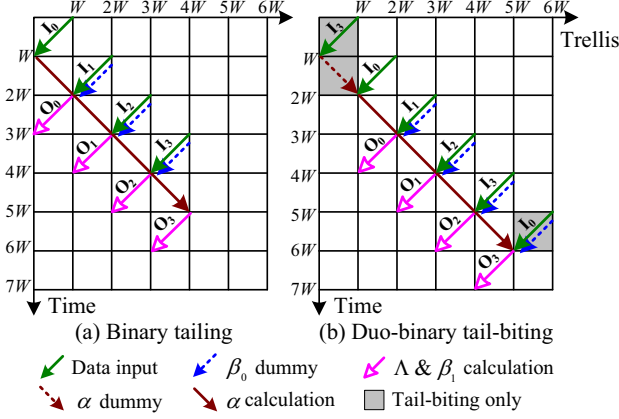 W 2W 3W 4W 5W 6W
W 2W 3W 4W 5W 6W
Trellis
I₀
I₃
W
I₁
W
I₀
2W
O₀
I₂
2W
I₁
3W
O₁
I₃
3W
O₀
I₂
4W
O₂
4W
O₁
I₃
5W
O₃
5W
O₂
I₀
6W
6W
O₃
7W
7W
Time
Time
(a) Binary tailing
(b) Duo-binary tail-biting
Data input
β₀ dummy
Λ & β₁ calculation
α dummy
α calculation
Tail-biting only